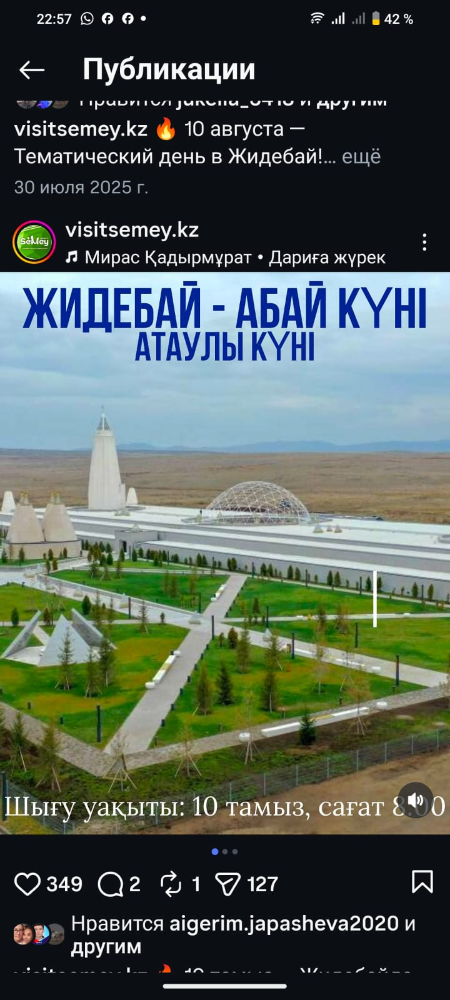 22:57
42 %
Публикации
visitsemey.kz 🔥 10 августа —
Тематический день в Жидебай!... ещё
30 июля 2025 г.
visitsemey.kz
SeMey
Мирас Қадырмұрат • Дариға жүрек
ЖИДЕБАЙ - АБАЙ КҮНІ
АТАУЛЫ КҮНІ
Шығу уақыты: 10 тамыз, сағат
349 2 1 127
Нравится aigerim.japasheva2020 и
другим